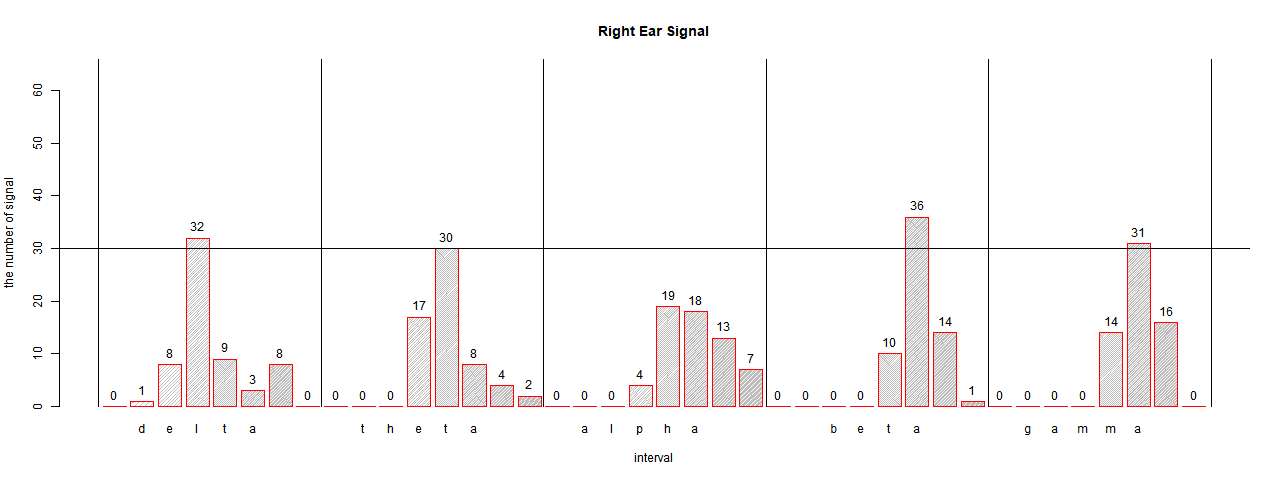 Right Ear Signal
the number of signal
60
50
40
30
20
10
0
0 1 8 32 9 3 8 0
0 0 0 17 30 8 4 2
0 0 0 4 19 18 13 7
0 0 0 0 10 36 14 1
0 0 0 0 14 31 16 0
d e l t a t h e t a a l p h a b e t a g a m m a
interval